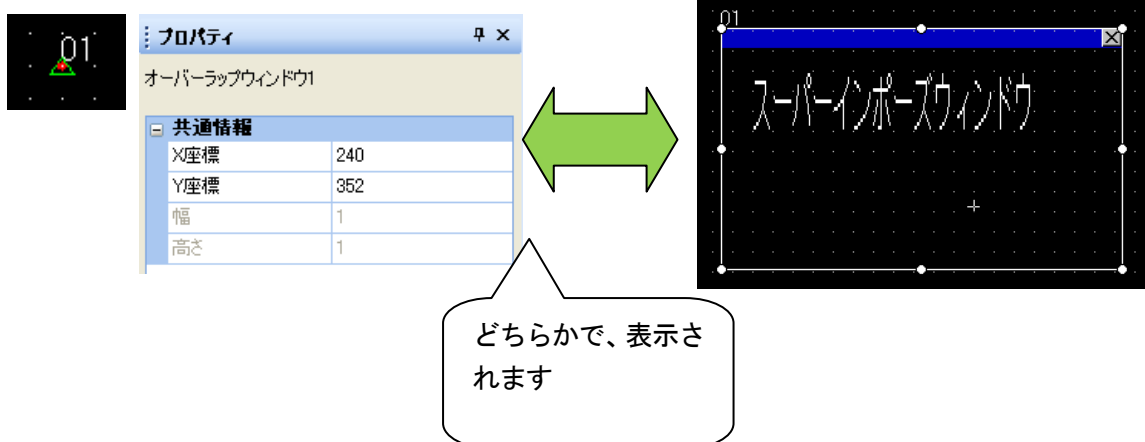 01
プロパティ
オーバーラップウィンドウ1
共通情報
X座標 240
Y座標 352
幅 1
高さ 1
01
スーパーインポーズウィンドウ
どちらかで、表示さ
れます